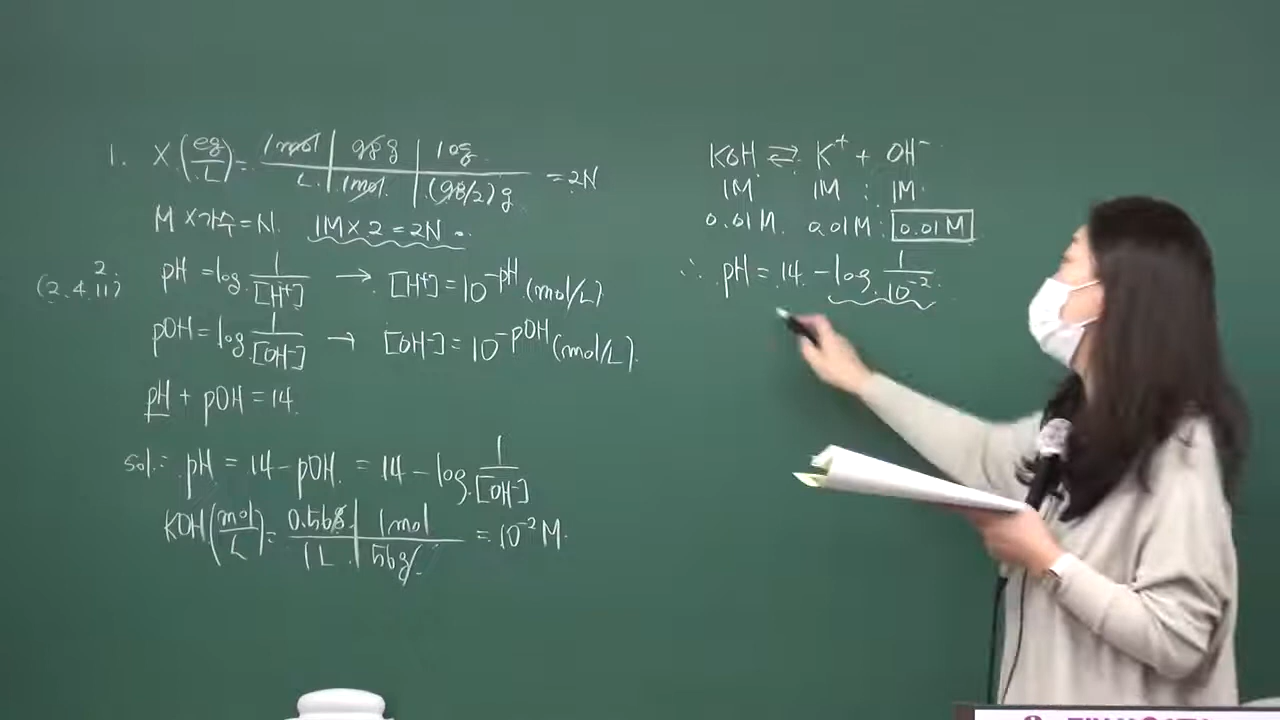 1. X (eg/L) = 1mol | 98g | 1eg / L | 1mol | (98/2)g = 2N
M × 가수 = N. 1M × 2 = 2N
2
(2. 4. 11)
pH = log 1/[H⁺] → [H⁺] = 10⁻ᵖᴴ (mol/L)
pOH = log 1/[OH⁻] → [OH⁻] = 10⁻ᵖᴼᴴ (mol/L).
pH + pOH = 14.
sol: pH = 14 - pOH. = 14 - log 1/[OH⁻]
KOH (mol/L) = 0.56g | 1mol / 1L | 56g = 10⁻² M.
KOH ⇄ K⁺ + OH⁻
1M 1M : 1M
0.01M. 0.01M : 0.01M
∴ pH = 14 - log 1/10⁻²